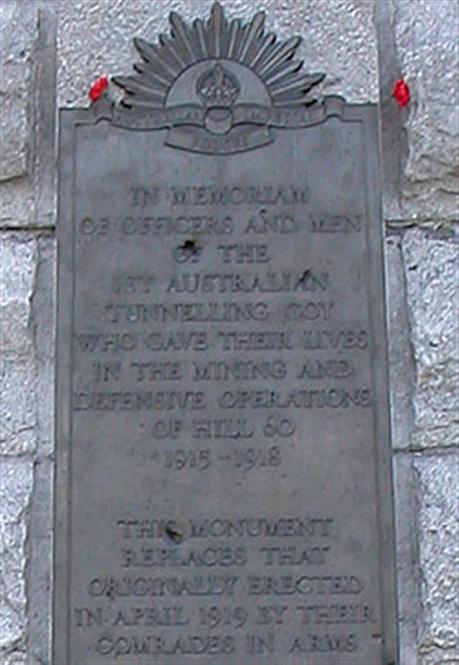 IN MEMORIAM
OF OFFICERS AND MEN
OF THE
1ST AUSTRALIAN
TUNNELLING COY
WHO GAVE THEIR LIVES
IN THE MINING AND
DEFENSIVE OPERATIONS
OF HILL 60
1915-1918
THIS MONUMENT
REPLACES THAT
ORIGINALLY ERECTED
IN APRIL 1919 BY THEIR
COMRADES IN ARMS